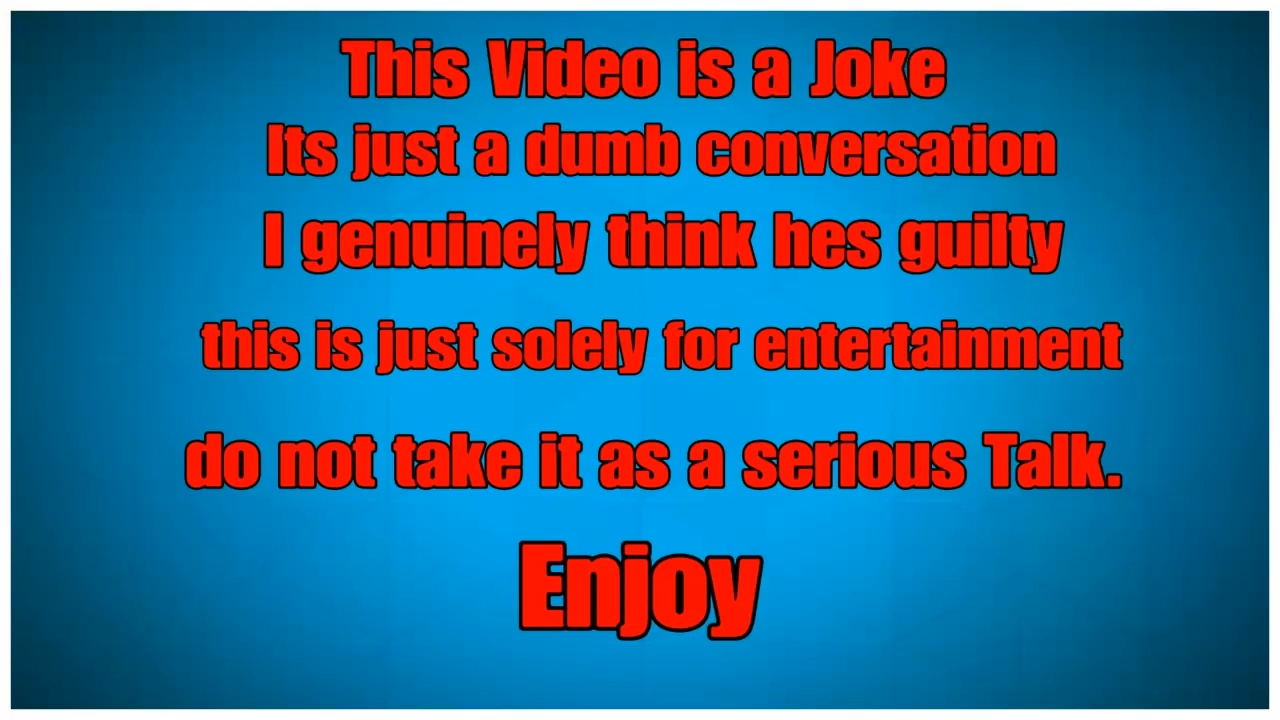 This Video is a Joke
Its just a dumb conversation
I genuinely think hes guilty
this is just solely for entertainment
do not take it as a serious Talk.
Enjoy